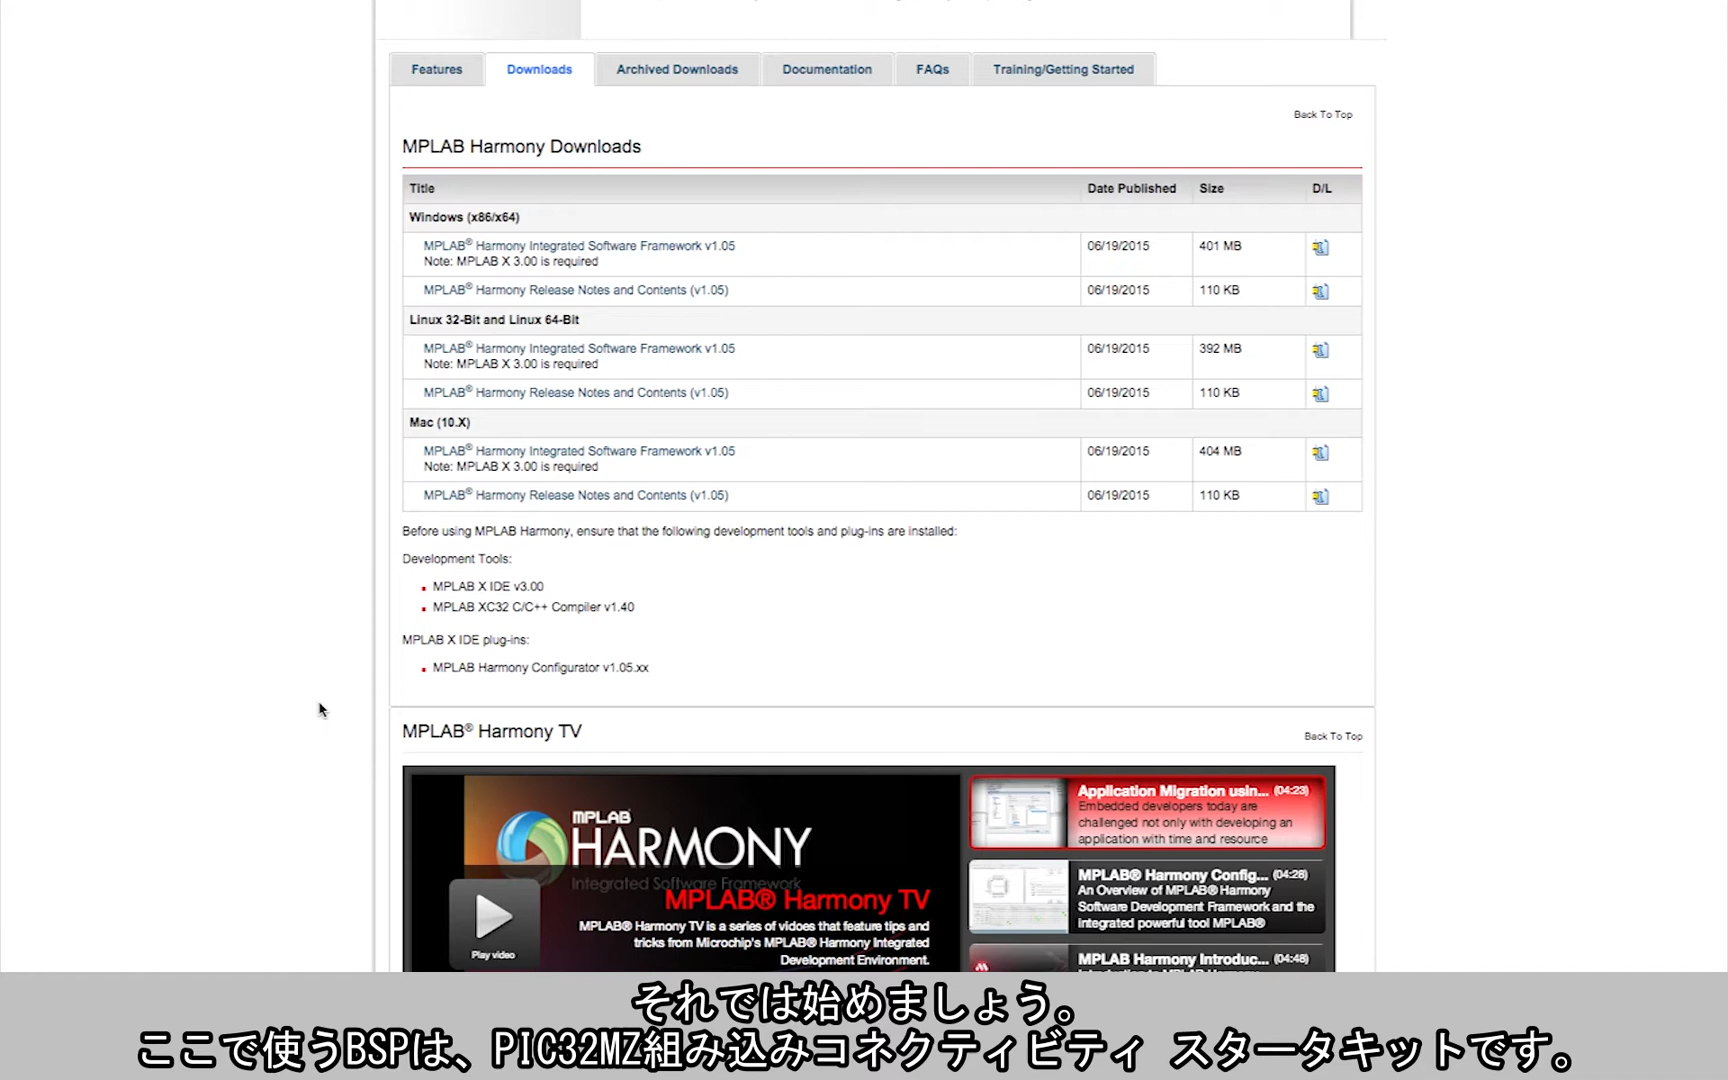 Features Downloads Archived Downloads Documentation FAQs Training/Getting Started
Back To Top
MPLAB Harmony Downloads
Title Date Published Size D/L
Windows (x86/x64)
MPLAB® Harmony Integrated Software Framework v1.05 06/19/2015 401 MB
Note: MPLAB X 3.00 is required
MPLAB® Harmony Release Notes and Contents (v1.05) 06/19/2015 110 KB
Linux 32-Bit and Linux 64-Bit
MPLAB® Harmony Integrated Software Framework v1.05 06/19/2015 392 MB
Note: MPLAB X 3.00 is required
MPLAB® Harmony Release Notes and Contents (v1.05) 06/19/2015 110 KB
Mac (10.X)
MPLAB® Harmony Integrated Software Framework v1.05 06/19/2015 404 MB
Note: MPLAB X 3.00 is required
MPLAB® Harmony Release Notes and Contents (v1.05) 06/19/2015 110 KB
Before using MPLAB Harmony, ensure that the following development tools and plug-ins are installed:
Development Tools:
MPLAB X IDE v3.00
MPLAB XC32 C/C++ Compiler v1.40
MPLAB X IDE plug-ins:
MPLAB Harmony Configurator v1.05.xx
MPLAB® Harmony TV
Back To Top
MPLAB
HARMONY
Integrated Software Framework
MPLAB® Harmony TV
MPLAB® Harmony TV is a series of vidoes that feature tips and
tricks from Microchip's MPLAB® Harmony Integrated
Development Environment.
Play video
Application Migration usin... (04:23)
Embedded developers today are
challenged not only with developing an
application with time and resource
MPLAB® Harmony Config... (04:28)
An Overview of MPLAB® Harmony
Software Development Framework and the
integrated powerful tool MPLAB®
MPLAB Harmony Introduc... (04:48)
それでは始めましょう。
ここで使うBSPは、PIC32MZ組み込みコネクティビティ スタータキットです。